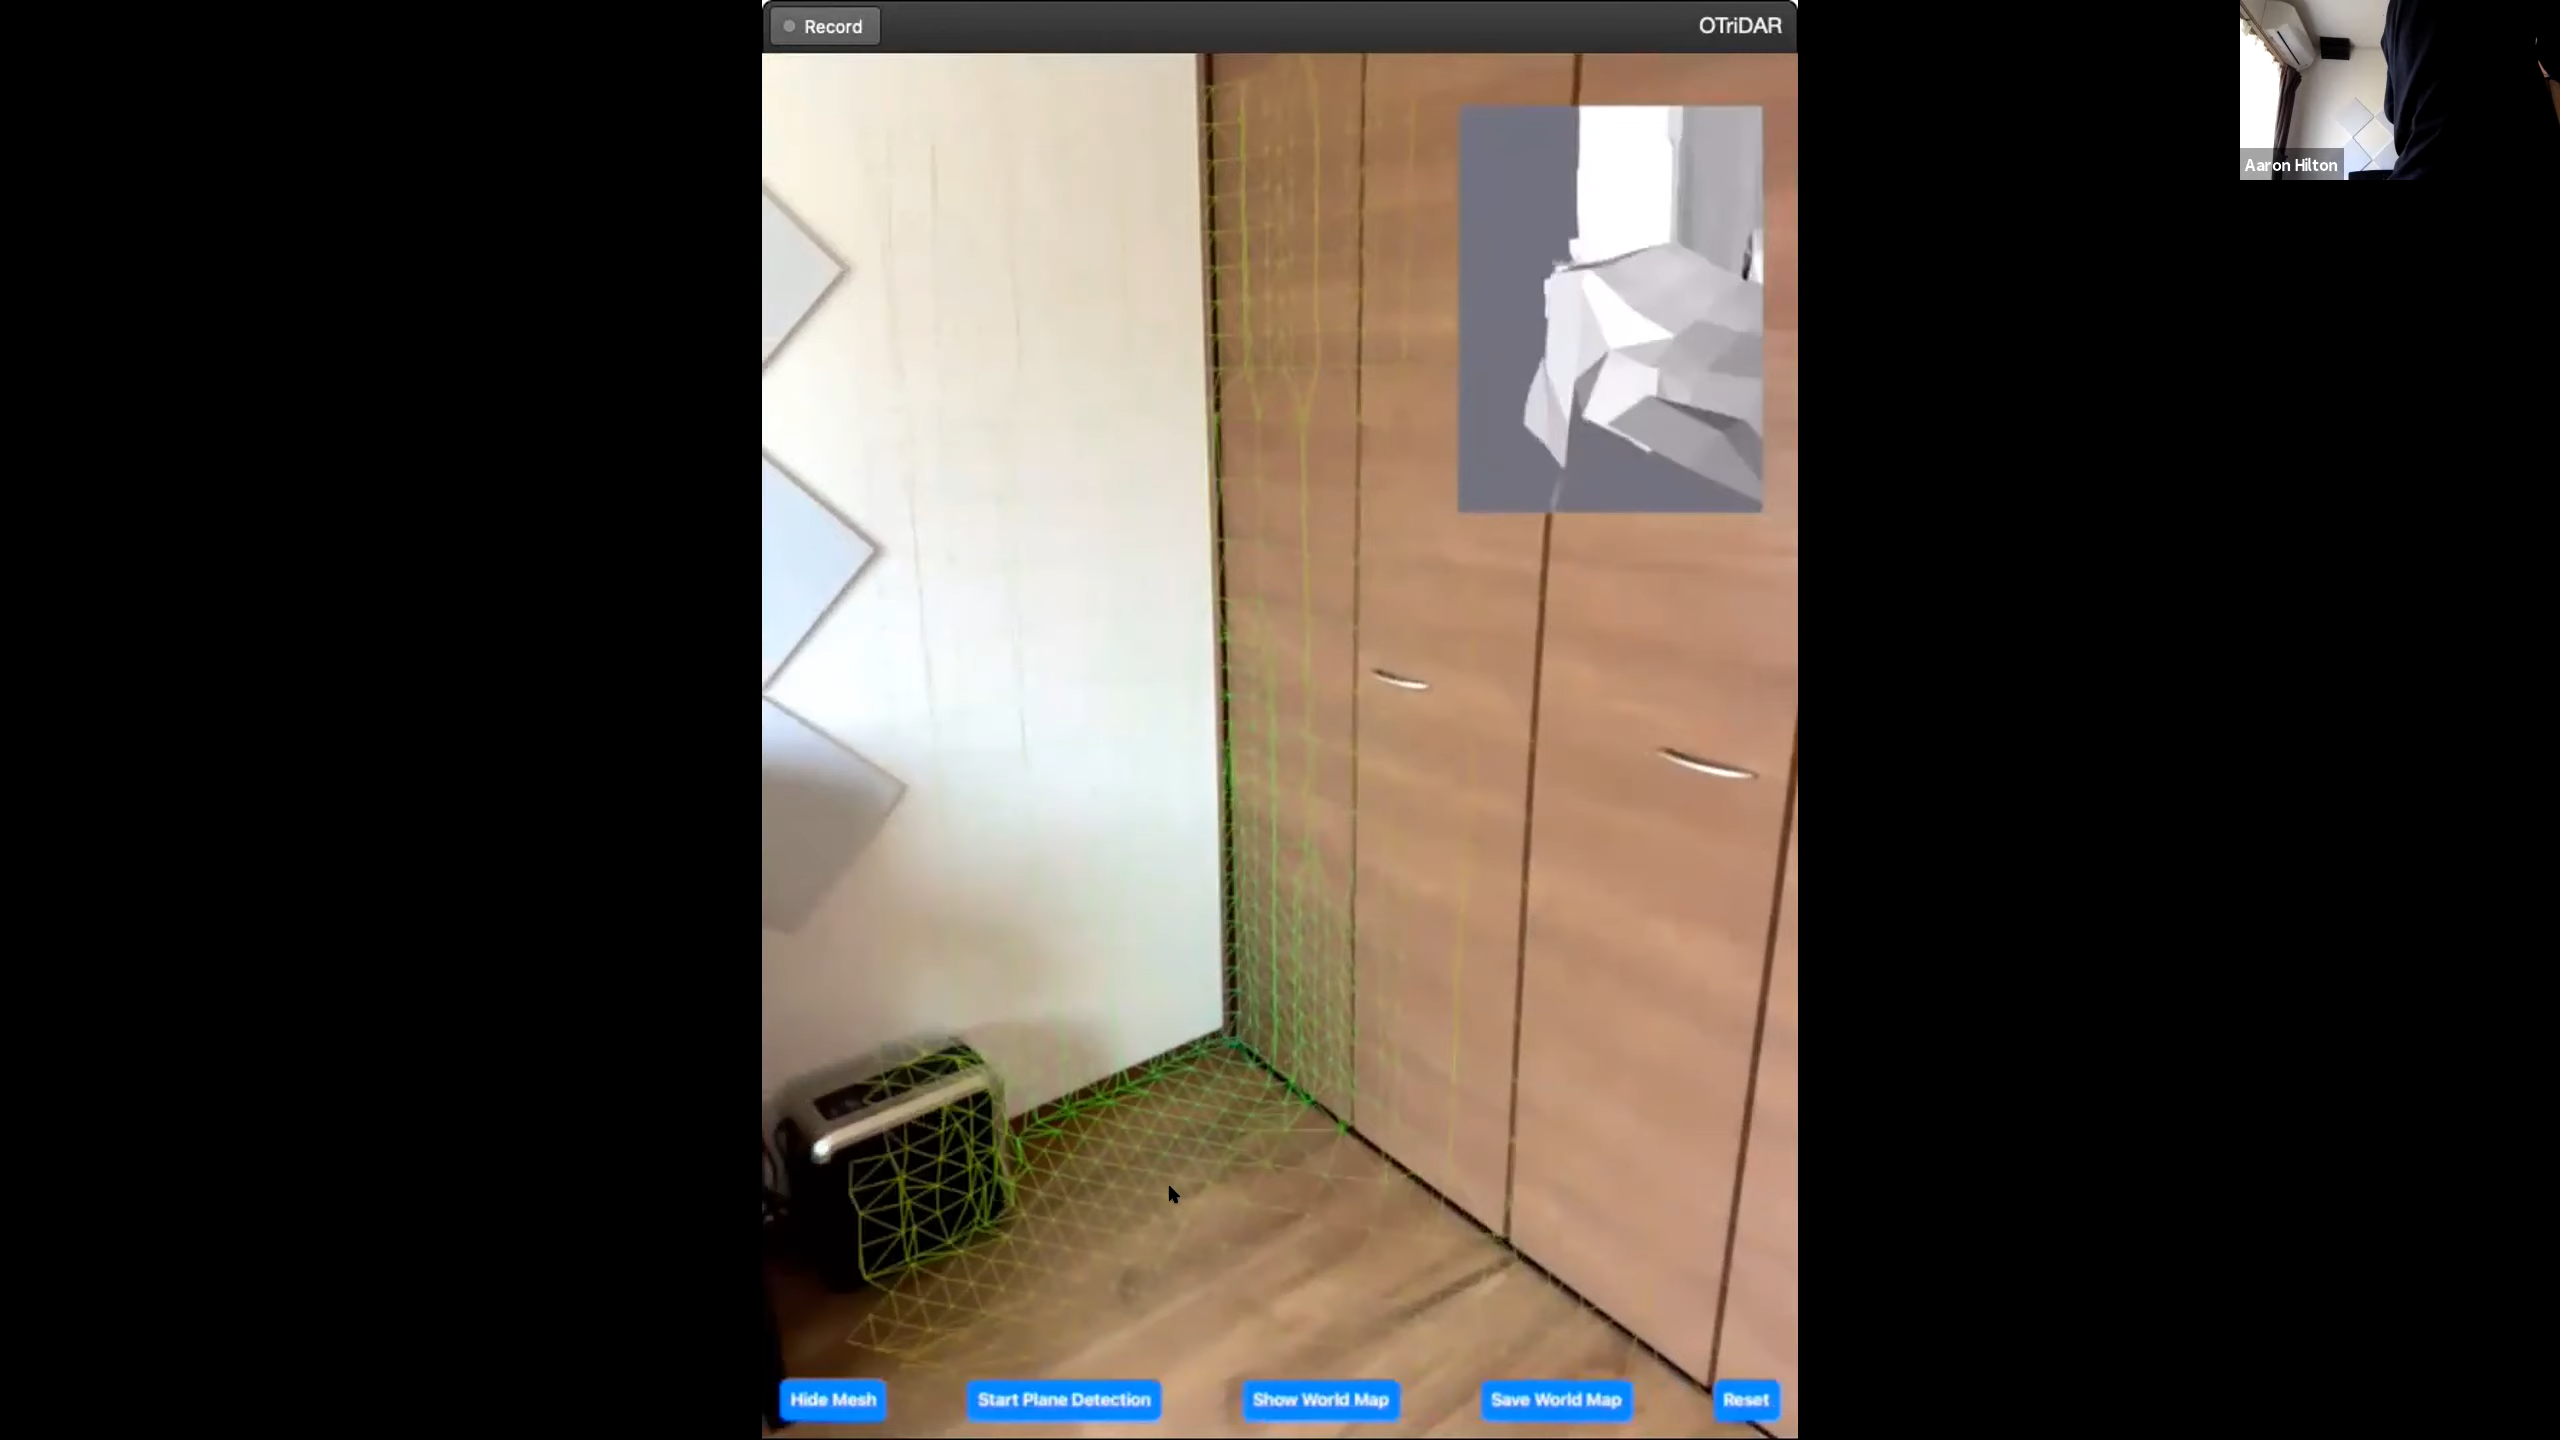 Record
OTriDAR
Aaron Hilton
Hide Mesh
Start Plane Detection
Show World Map
Save World Map
Reset